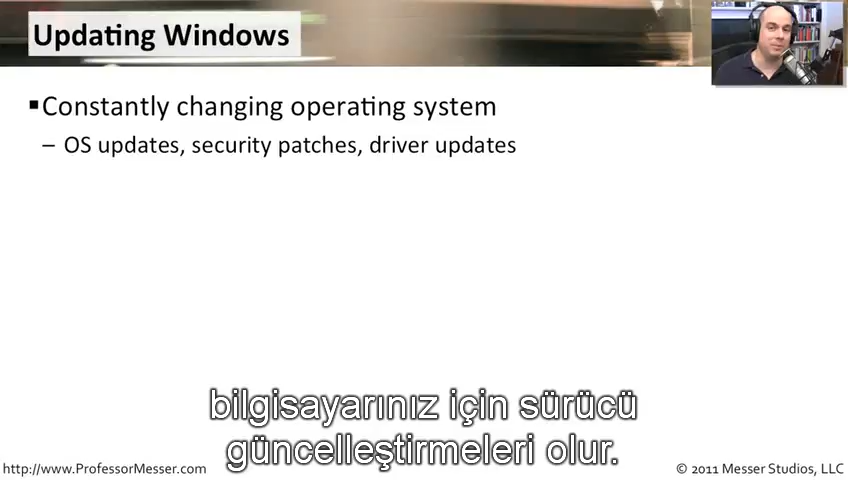 Updating Windows
▪Constantly changing operating system
– OS updates, security patches, driver updates
bilgisayarınız için sürücü
güncelleştirmeleri olur.
http://www.ProfessorMesser.com
© 2011 Messer Studios, LLC